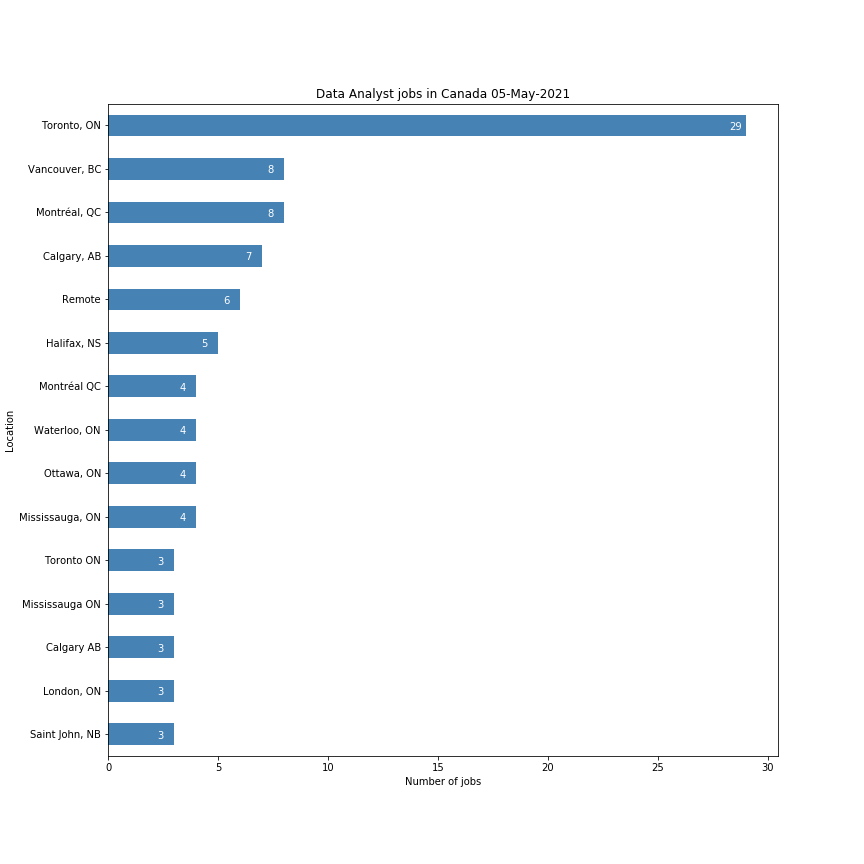 Data Analyst jobs in Canada 05-May-2021
Toronto, ON 29
Vancouver, BC 8
Montréal, QC 8
Calgary, AB 7
Remote 6
Halifax, NS 5
Montréal QC 4
Waterloo, ON 4
Ottawa, ON 4
Mississauga, ON 4
Toronto ON 3
Mississauga ON 3
Calgary AB 3
London, ON 3
Saint John, NB 3
Location
0 5 10 15 20 25 30
Number of jobs